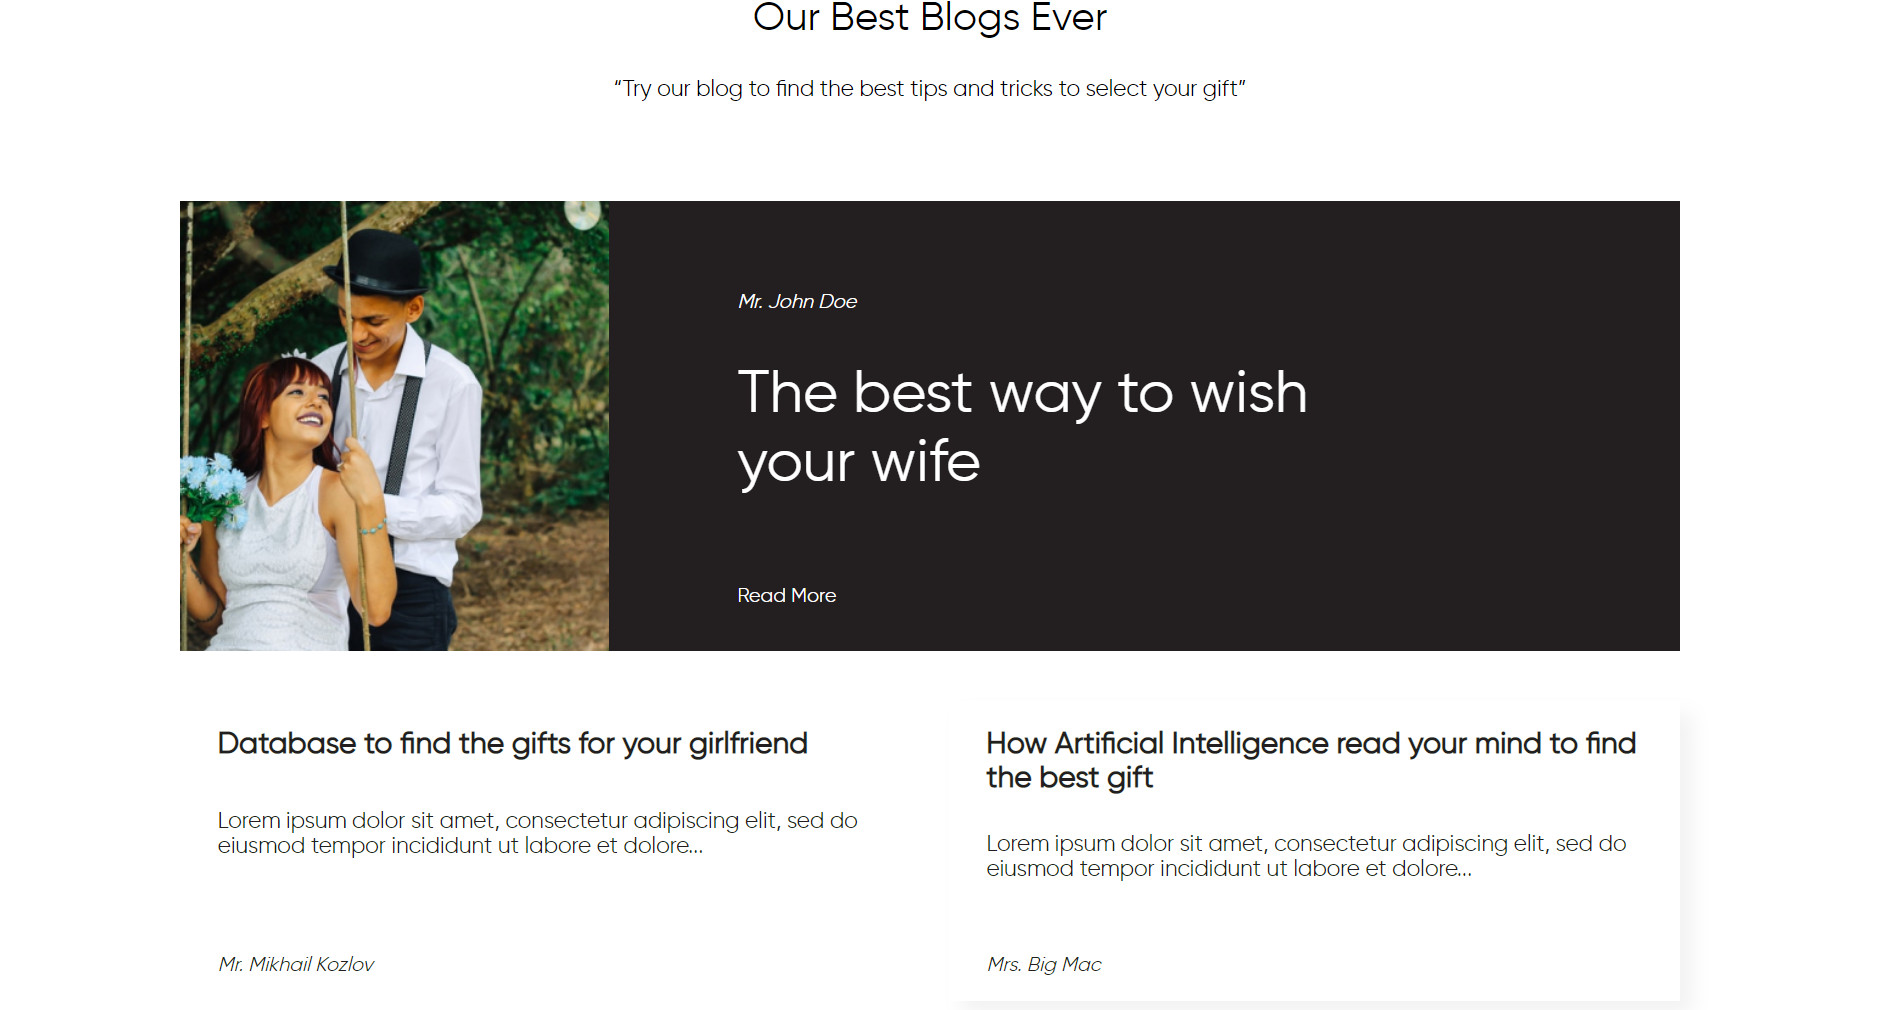 Our Best Blogs Ever
“Try our blog to find the best tips and tricks to select your gift”
Mr. John Doe
The best way to wish
your wife
Read More
Database to find the gifts for your girlfriend
Lorem ipsum dolor sit amet, consectetur adipiscing elit, sed do
eiusmod tempor incididunt ut labore et dolore...
Mr. Mikhail Kozlov
How Artificial Intelligence read your mind to find
the best gift
Lorem ipsum dolor sit amet, consectetur adipiscing elit, sed do
eiusmod tempor incididunt ut labore et dolore...
Mrs. Big Mac